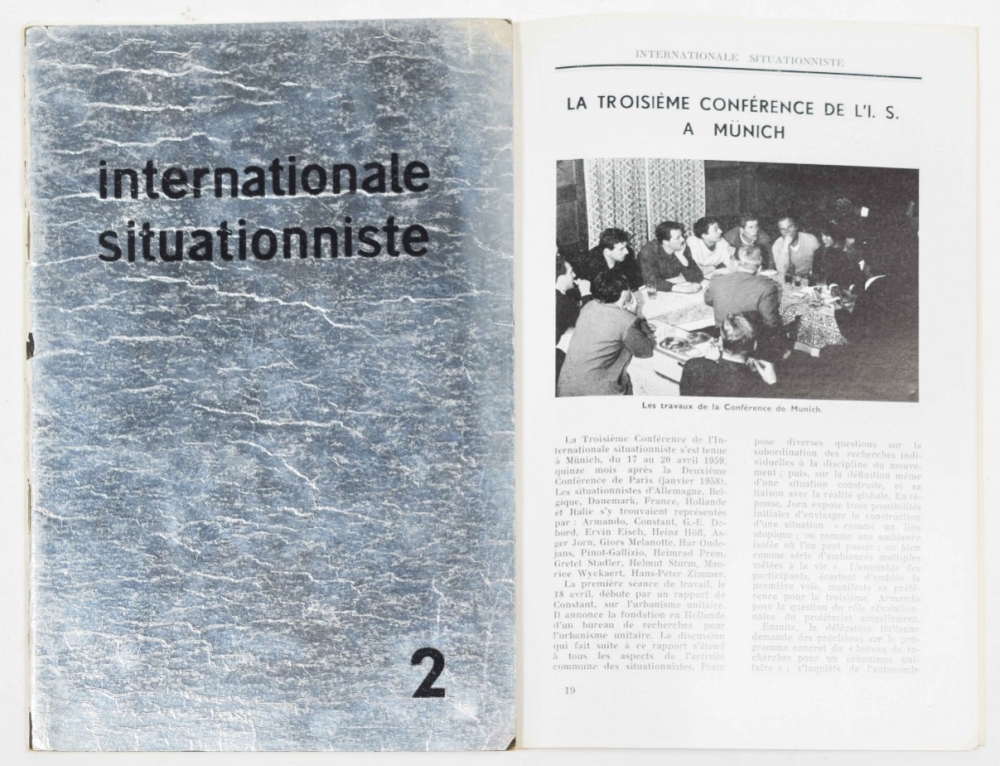 internationale
situationniste
2
INTERNATIONALE SITUATIONNISTE
LA TROISIÈME CONFÉRENCE DE L'I. S.
A MÜNICH
Les travaux de la Conférence de Munich
La Troisième Conférence de l'In-
ternationale situationniste s'est tenue
à Münich, du 17 au 20 avril 1959,
quinze mois après la Deuxième
Conférence de Paris (janvier 1958).
Les situationnistes d'Allemagne, Bel-
gique, Danemark, France, Hollande
et Italie s'y trouvaient représentés
par : Armando, Constant, G.-E. De-
bord, Ervin Eisch, Heinz Höfl, As-
ger Jorn, Giors Melanotte, Har Oude-
jans, Pinot-Gallizio, Heimrad Prem,
Gretel Stadler, Helmut Sturm, Mau-
rice Wyckaert, Hans-Peter Zimmer.
La première séance de travail, le
18 avril, débute par un rapport de
Constant, sur l'urbanisme unitaire.
Il annonce la fondation en Hollande
d'un bureau de recherches pour
l'urbanisme unitaire. La discussion
qui fait suite à ce rapport s'étend
à tous les aspects de l'activité
commune des situationnistes. Prem
pose diverses questions sur la
subordination des recherches indi-
viduelles à la discipline du mouve-
ment ; puis, sur la définition même
d'une situation construite, et sa
liaison avec la réalité globale. En ré-
ponse, Jorn expose trois possibilités
initiales d'envisager la construction
d'une situation « comme un lieu
utopique ; ou comme une ambiance
isolée où l'on peut passer ; ou bien
comme série d'ambiances multiples
mêlées à la vie ». L'ensemble des
participants, écartant d'emblée la
première voie, manifeste sa préfé-
rence pour la troisième. Armando
pose la question du rôle révolution-
naire du prolétariat actuellement.
Ensuite, la délégation italienne
demande des précisions sur le pro-
gramme concret du « bureau de re-
cherches pour un urbanisme uni-
taire » ; s'inquiète de l'autonomie
19